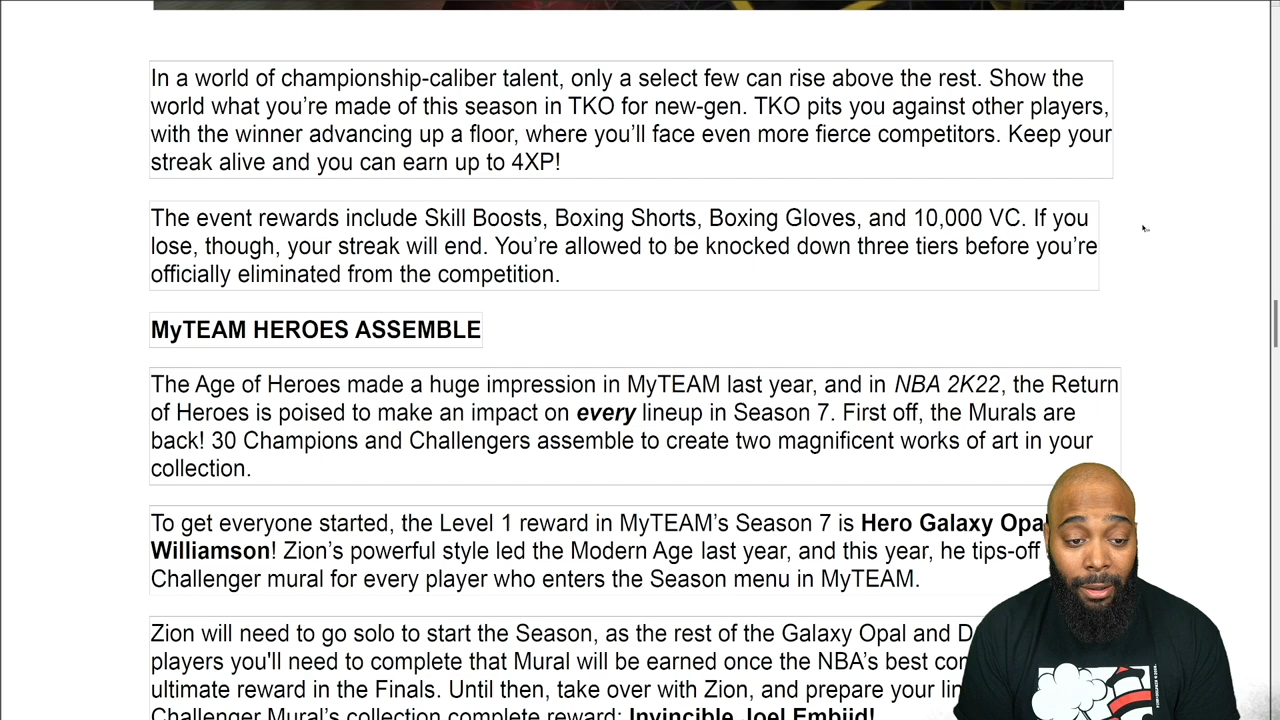 In a world of championship-caliber talent, only a select few can rise above the rest. Show the
world what you’re made of this season in TKO for new-gen. TKO pits you against other players,
with the winner advancing up a floor, where you’ll face even more fierce competitors. Keep your
streak alive and you can earn up to 4XP!
The event rewards include Skill Boosts, Boxing Shorts, Boxing Gloves, and 10,000 VC. If you
lose, though, your streak will end. You’re allowed to be knocked down three tiers before you’re
officially eliminated from the competition.
MyTEAM HEROES ASSEMBLE
The Age of Heroes made a huge impression in MyTEAM last year, and in NBA 2K22, the Return
of Heroes is poised to make an impact on every lineup in Season 7. First off, the Murals are
back! 30 Champions and Challengers assemble to create two magnificent works of art in your
collection.
To get everyone started, the Level 1 reward in MyTEAM’s Season 7 is Hero Galaxy Opa
Williamson! Zion’s powerful style led the Modern Age last year, and this year, he tips-off
Challenger mural for every player who enters the Season menu in MyTEAM.
Zion will need to go solo to start the Season, as the rest of the Galaxy Opal and D
players you'll need to complete that Mural will be earned once the NBA’s best con
ultimate reward in the Finals. Until then, take over with Zion, and prepare your lin
Challenger Mural’s collection complete reward: Invincible Joel Embiid!